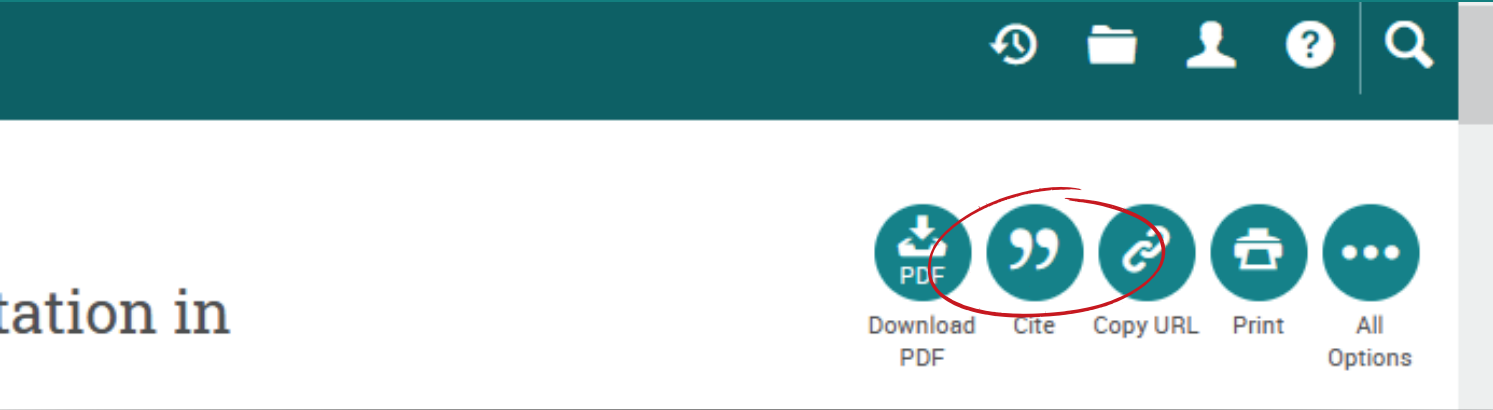 ?
PDF
tation in
Download PDF
Cite
Copy URL
Print
All Options